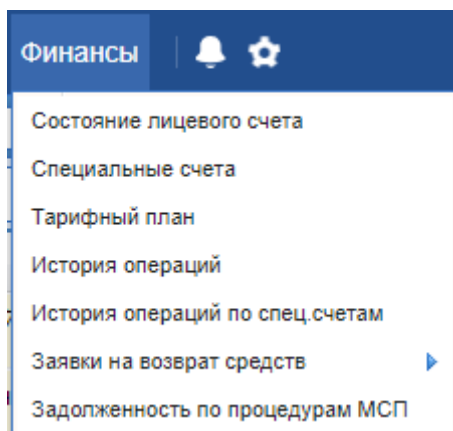 Финансы
Состояние лицевого счета
Специальные счета
Тарифный план
История операций
История операций по спец.счетам
Заявки на возврат средств
Задолженность по процедурам МСП